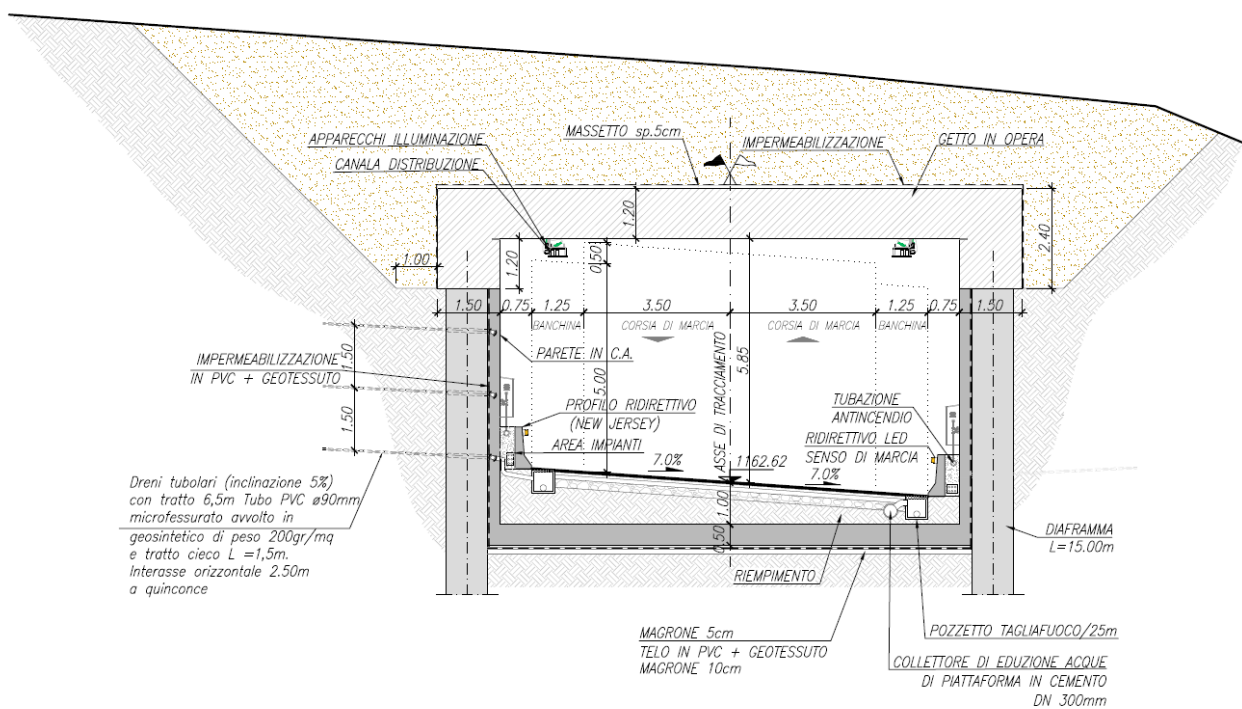 MASSETTO sp.5cm
APPARECCHI ILLUMINAZIONE
IMPERMEABILIZZAZIONE
GETTO IN OPERA
CANALA DISTRIBUZIONE
1.20
2.40
1.20
0.50
1.00
1.50
0.75
1.25
3.50
3.50
1.25
0.75
1.50
BANCHINA
CORSIA DI MARCIA
CORSIA DI MARCIA
BANCHINA
1.50
IMPERMEABILIZZAZIONE
IN PVC + GEOTESSUTO
PARETE IN C.A.
5.00
ASSE DI TRACCIAMENTO
5.85
1.50
PROFILO RIDIRETTIVO
(NEW JERSEY)
AREA IMPIANTI
TUBAZIONE
ANTINCENDIO
RIDIRETTIVO LED
SENSO DI MARCIA
7.0%
1162.62
7.0%
Dreni tubolari (inclinazione 5%)
con tratto 6,5m Tubo PVC ø90mm
microfessurato avvolto in
geosintetico di peso 200gr/mq
e tratto cieco L =1,5m.
Interasse orizzontale 2.50m
a quinconce
1.00
0.50
DIAFRAMMA
L=15.00m
RIEMPIMENTO
MAGRONE 5cm
TELO IN PVC + GEOTESSUTO
MAGRONE 10cm
POZZETTO TAGLIAFUOCO/25m
COLLETTORE DI EDUZIONE ACQUE
DI PIATTAFORMA IN CEMENTO
DN 300mm